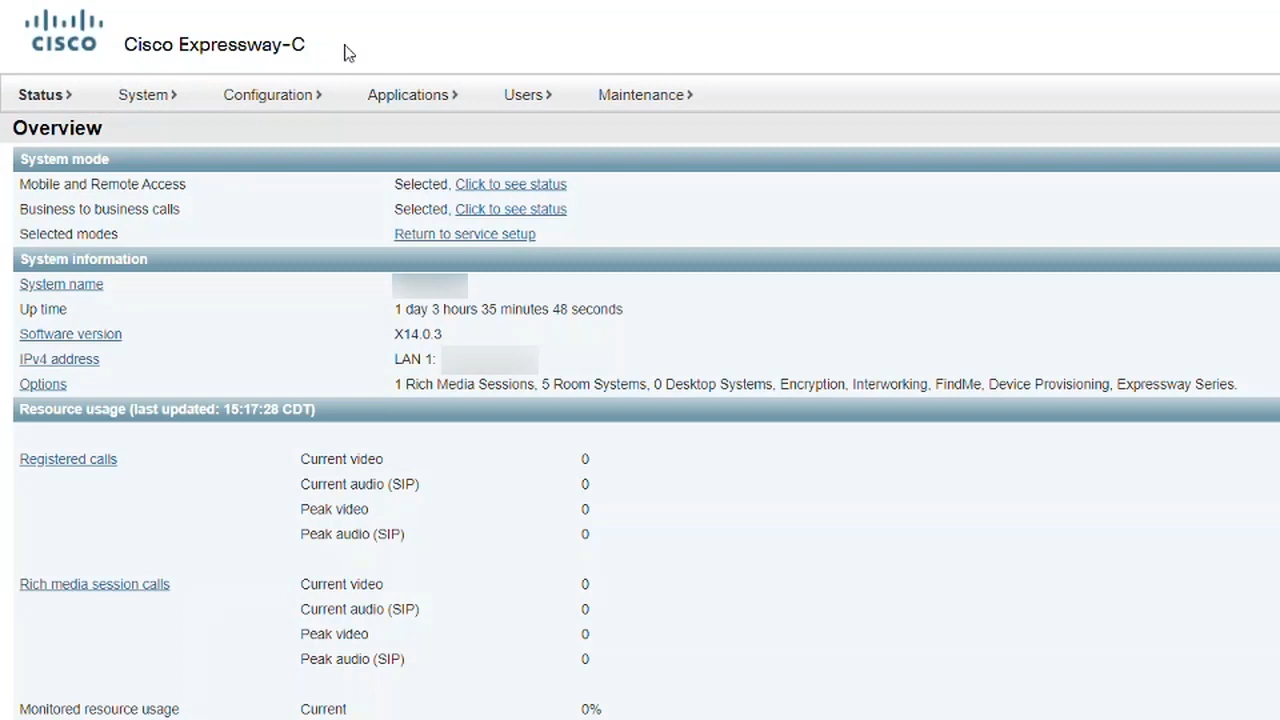 CISCO Cisco Expressway-C
Status System Configuration Applications Users Maintenance
Overview
System mode
Mobile and Remote Access Selected, Click to see status
Business to business calls Selected, Click to see status
Selected modes Return to service setup
System information
System name
Up time 1 day 3 hours 35 minutes 48 seconds
Software version X14.0.3
IPv4 address LAN 1:
Options 1 Rich Media Sessions, 5 Room Systems, 0 Desktop Systems, Encryption, Interworking, FindMe, Device Provisioning, Expressway Series.
Resource usage (last updated: 15:17:28 CDT)
Registered calls Current video 0
Current audio (SIP) 0
Peak video 0
Peak audio (SIP) 0
Rich media session calls Current video 0
Current audio (SIP) 0
Peak video 0
Peak audio (SIP) 0
Monitored resource usage Current 0%